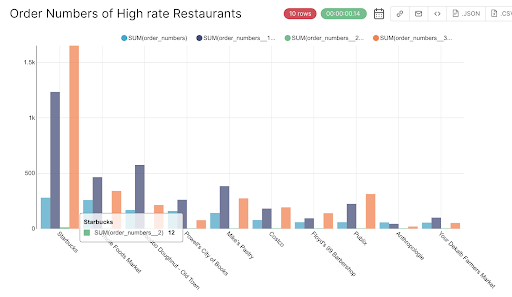 Order Numbers of High rate Restaurants
10 rows
00:00:00.14
.JSON
.CSV
SUM(order_numbers)
SUM(order_numbers__1...
SUM(order_numbers__2...
SUM(order_numbers__3...
1.5k
1k
500
0
Starbucks
SUM(order_numbers__2) 12
Starbucks
Foods Market
Doughnut - Old Town
Powell's City of Books
Mike's Pastry
Costco
Floyd's 99 Barbershop
Publix
Anthropologie
Your Dekalb Farmers Market